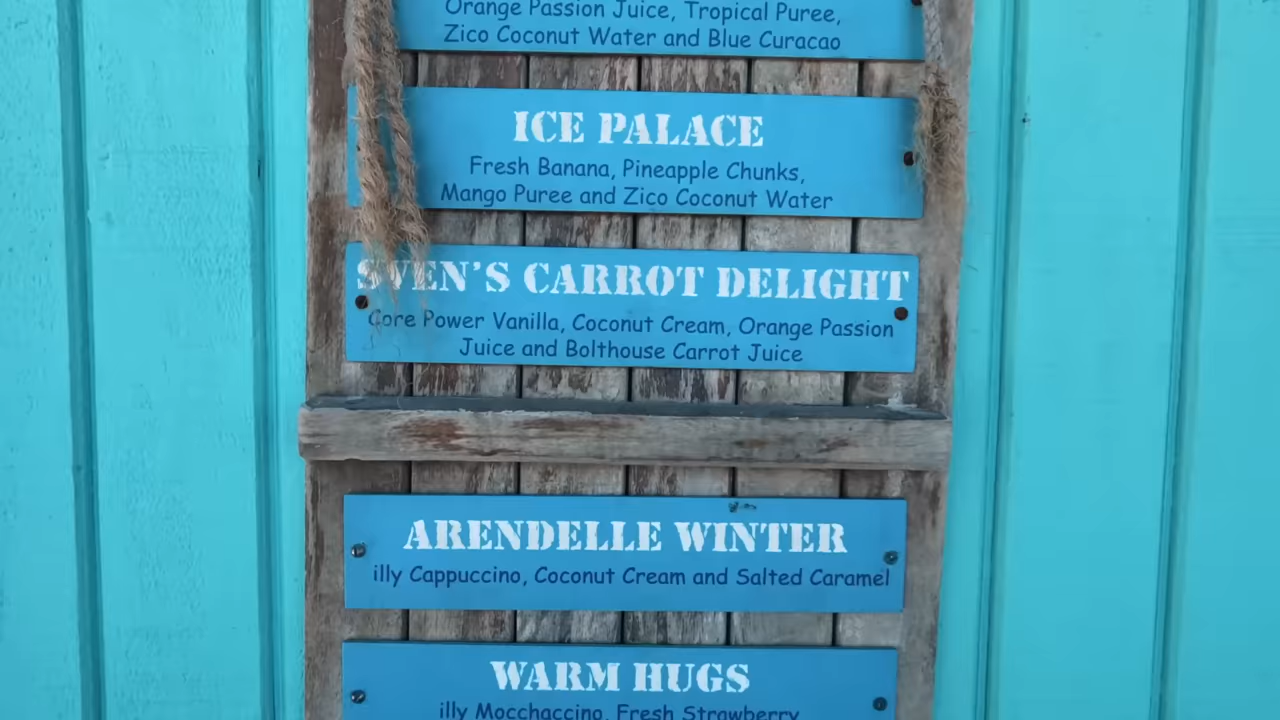 Orange Passion Juice, Tropical Puree,
Zico Coconut Water and Blue Curacao
ICE PALACE
Fresh Banana, Pineapple Chunks,
Mango Puree and Zico Coconut Water
SVEN'S CARROT DELIGHT
Core Power Vanilla, Coconut Cream, Orange Passion
Juice and Bolthouse Carrot Juice
ARENDELLE WINTER
illy Cappuccino, Coconut Cream and Salted Caramel
WARM HUGS
illy Mocchaccino, Fresh Strawberry